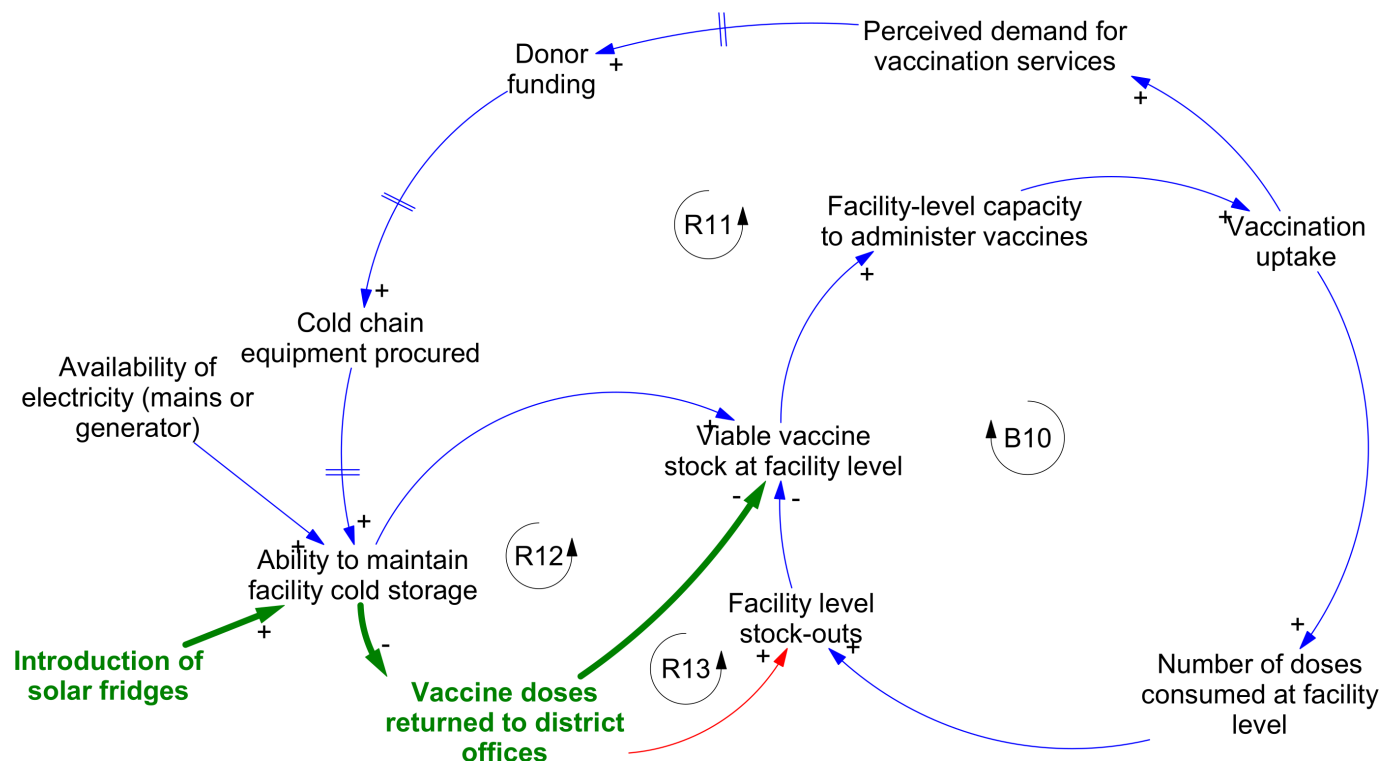 Donor
funding
+
Perceived demand for
vaccination services
+
R11
Facility-level capacity
to administer vaccines
+
+
Vaccination
uptake
+
Cold chain
equipment procured
Availability of
electricity (mains or
generator)
+
Viable vaccine
stock at facility level
-
-
B10
+
+
Ability to maintain
facility cold storage
+
-
R12
Introduction of
solar fridges
Facility level
stock-outs
+
+
R13
Vaccine doses
returned to district
offices
+
Number of doses
consumed at facility
level